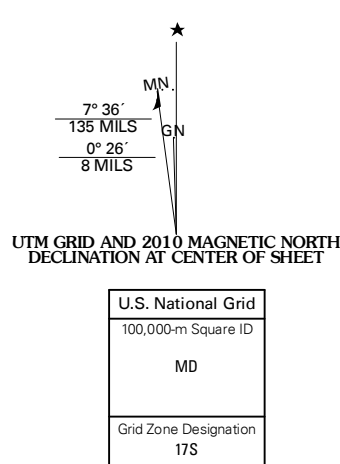 ★
MN
7° 36´
135 MILS
GN
0° 26´
8 MILS
UTM GRID AND 2010 MAGNETIC NORTH
DECLINATION AT CENTER OF SHEET
U.S. National Grid
100,000-m Square ID
MD
Grid Zone Designation
17S